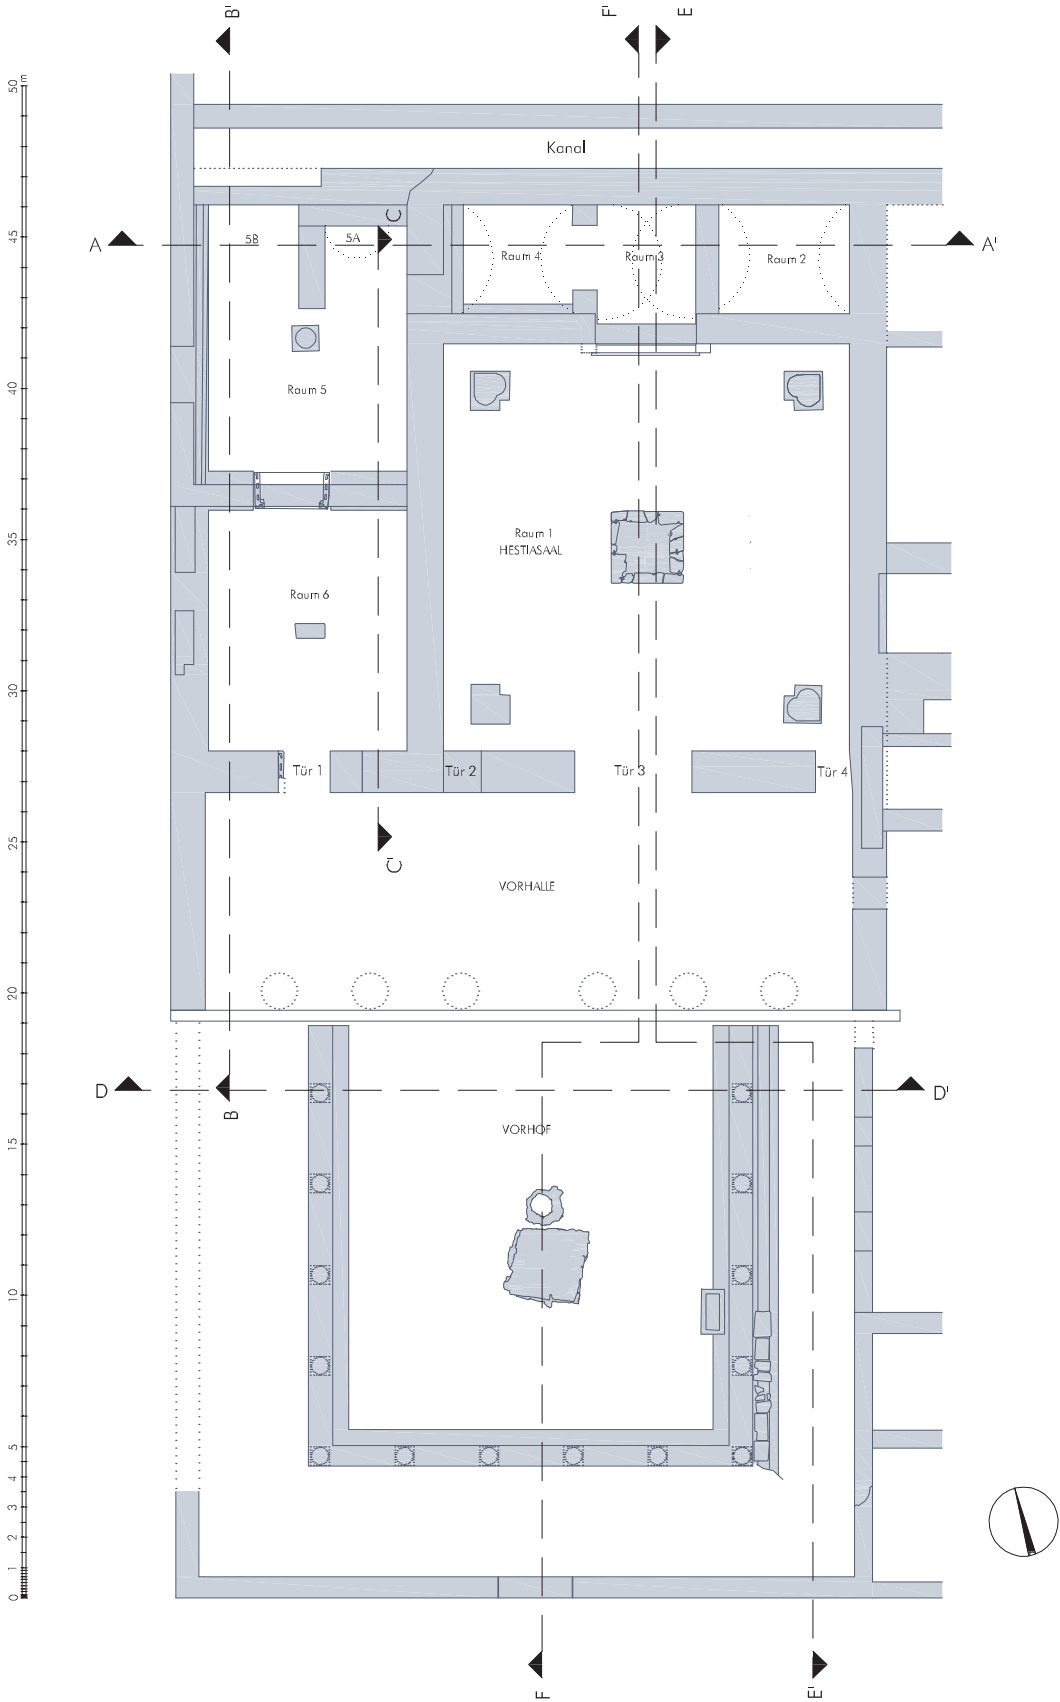 B'
F'
E
50 m
Kanal
C
A
5B
5A
Raum 4
Raum 3
Raum 2
A'
45
Raum 5
40
Raum 1
HESTIASAAL
35
Raum 6
30
Tür 1
Tür 2
Tür 3
Tür 4
25
C'
VORHALLE
20
D
B
D'
VORHOF
15
10
5
4
3
2
1
0
F
E'